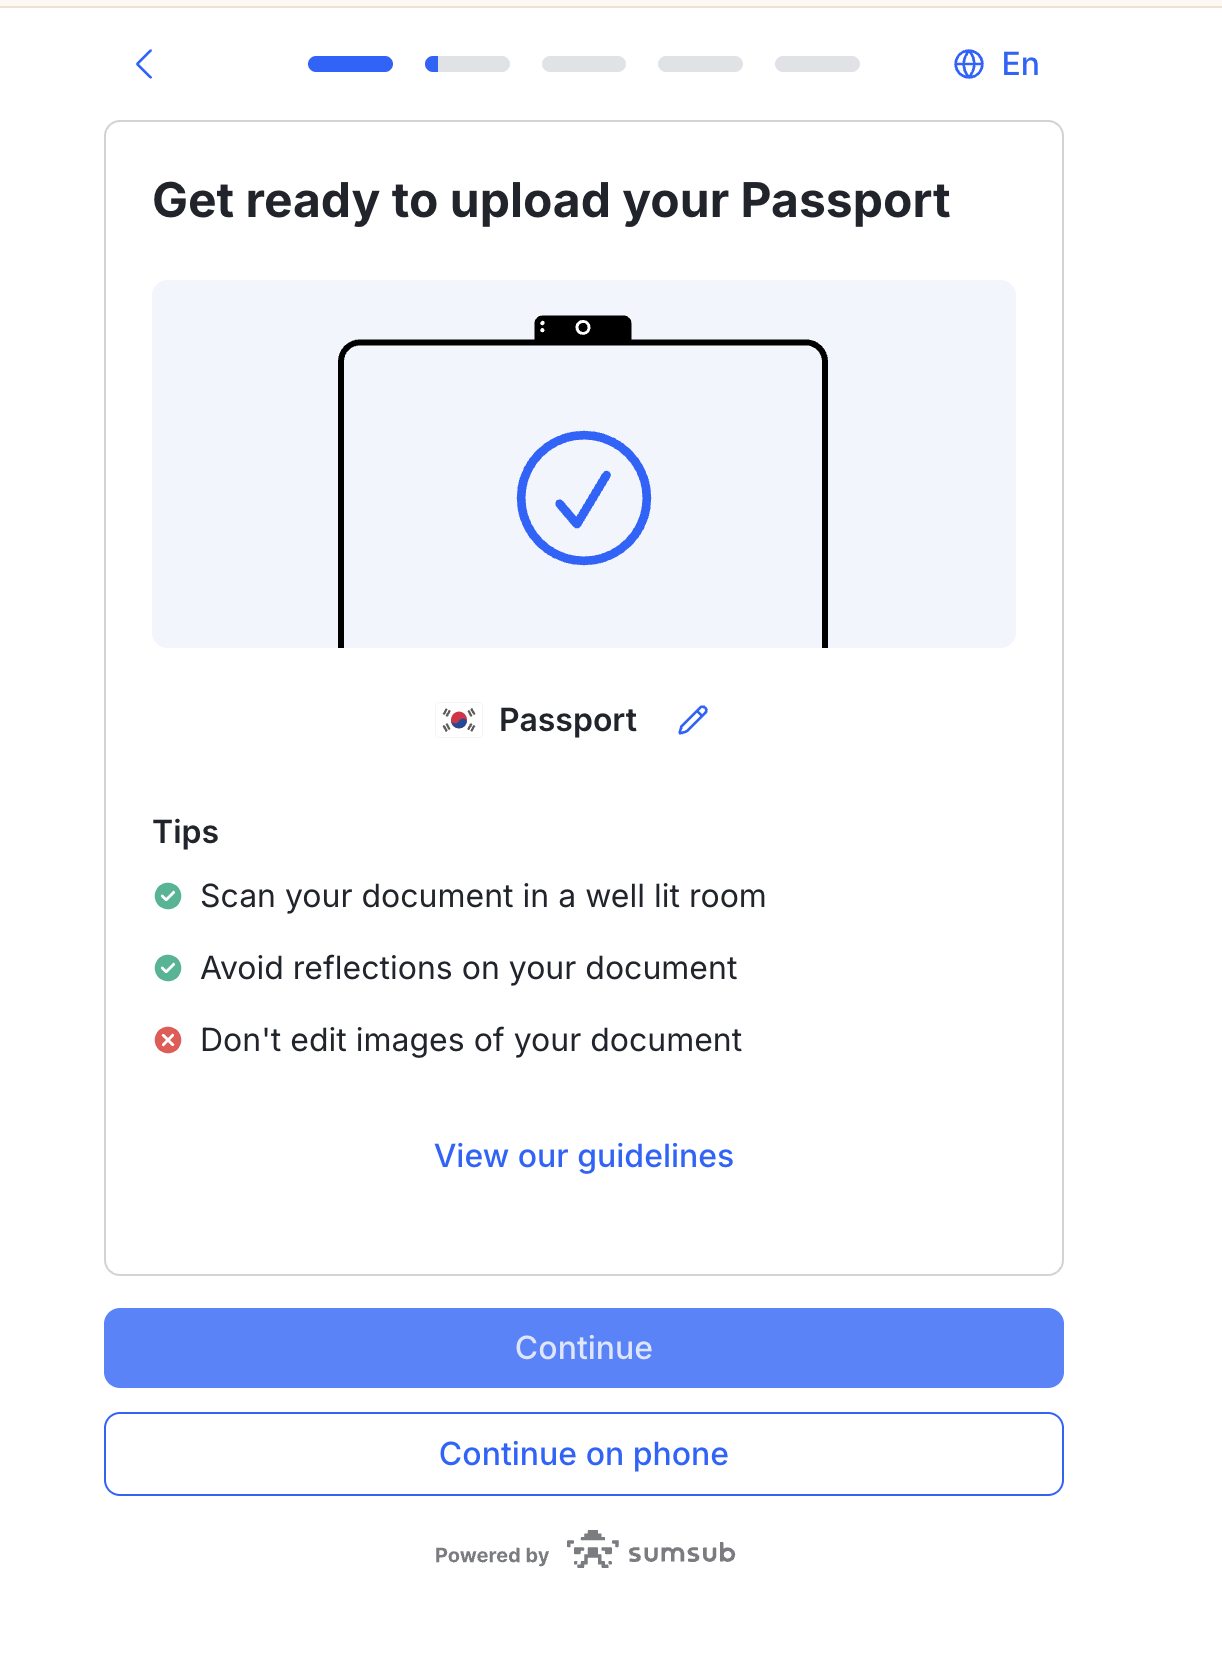 En
Get ready to upload your Passport
Passport
Tips
Scan your document in a well lit room
Avoid reflections on your document
Don't edit images of your document
View our guidelines
Continue
Continue on phone
Powered by sumsub